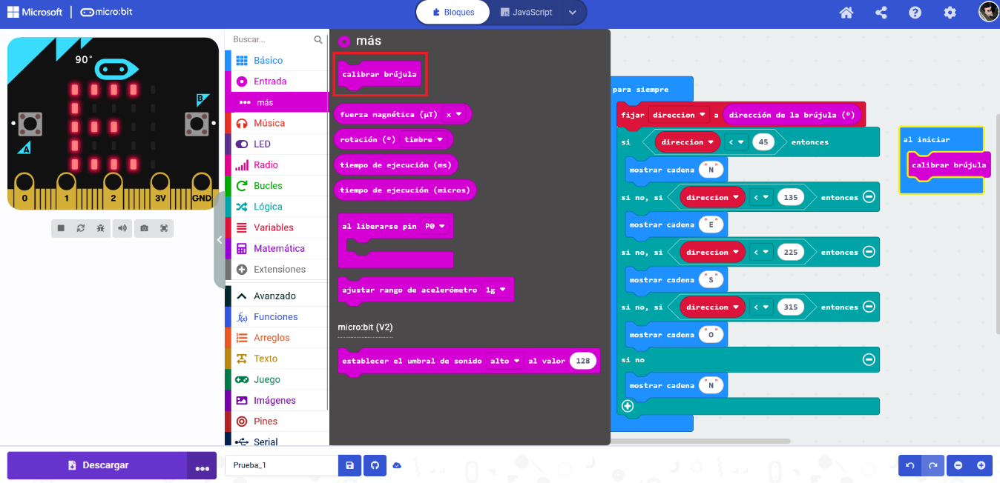 Microsoft | micro:bit
Bloques
JavaScript
90°
B
A
0 1 2 3V GND
Buscar...
Básico
Entrada
más
Música
LED
Radio
Bucles
Lógica
Variables
Matemática
Extensiones
Avanzado
Funciones
Arreglos
Texto
Juego
Imágenes
Pines
Serial
más
calibrar brújula
fuerza magnética (µT) x
rotación (º) timbre
tiempo de ejecución (ms)
tiempo de ejecución (micros)
al liberarse pin P0
ajustar rango de acelerómetro 1g
micro:bit (V2)
establecer el umbral de sonido alto al valor 128
para siempre
fijar direccion a dirección de la brújula (º)
si direccion < 45 entonces
mostrar cadena "N"
si no, si direccion < 135 entonces
mostrar cadena "E"
si no, si direccion < 225 entonces
mostrar cadena "S"
si no, si direccion < 315 entonces
mostrar cadena "O"
si no
mostrar cadena "N"
al iniciar
calibrar brújula
Descargar
Prueba_1